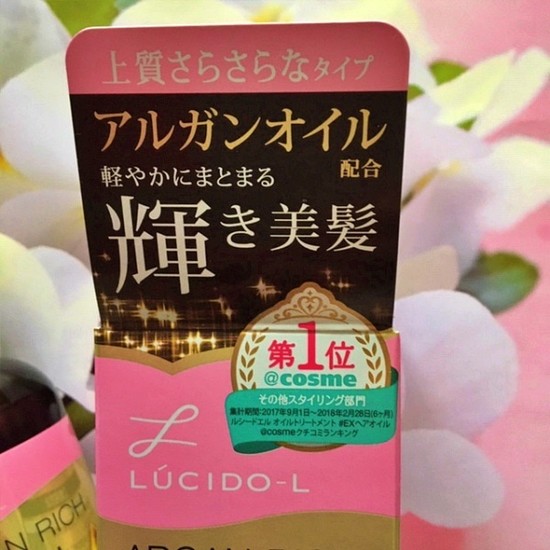 上質さらさらなタイプ
アルガンオイル
配合
軽やかにまとまる
輝き美髪
第1位
@cosme
その他スタイリング部門
集計期間:2017年9月1日〜2018年2月28日(6ヶ月)
ルシードエル オイルトリートメント #EXヘアオイル
@cosmeクチコミランキング
LÚCIDO-L
N RICH